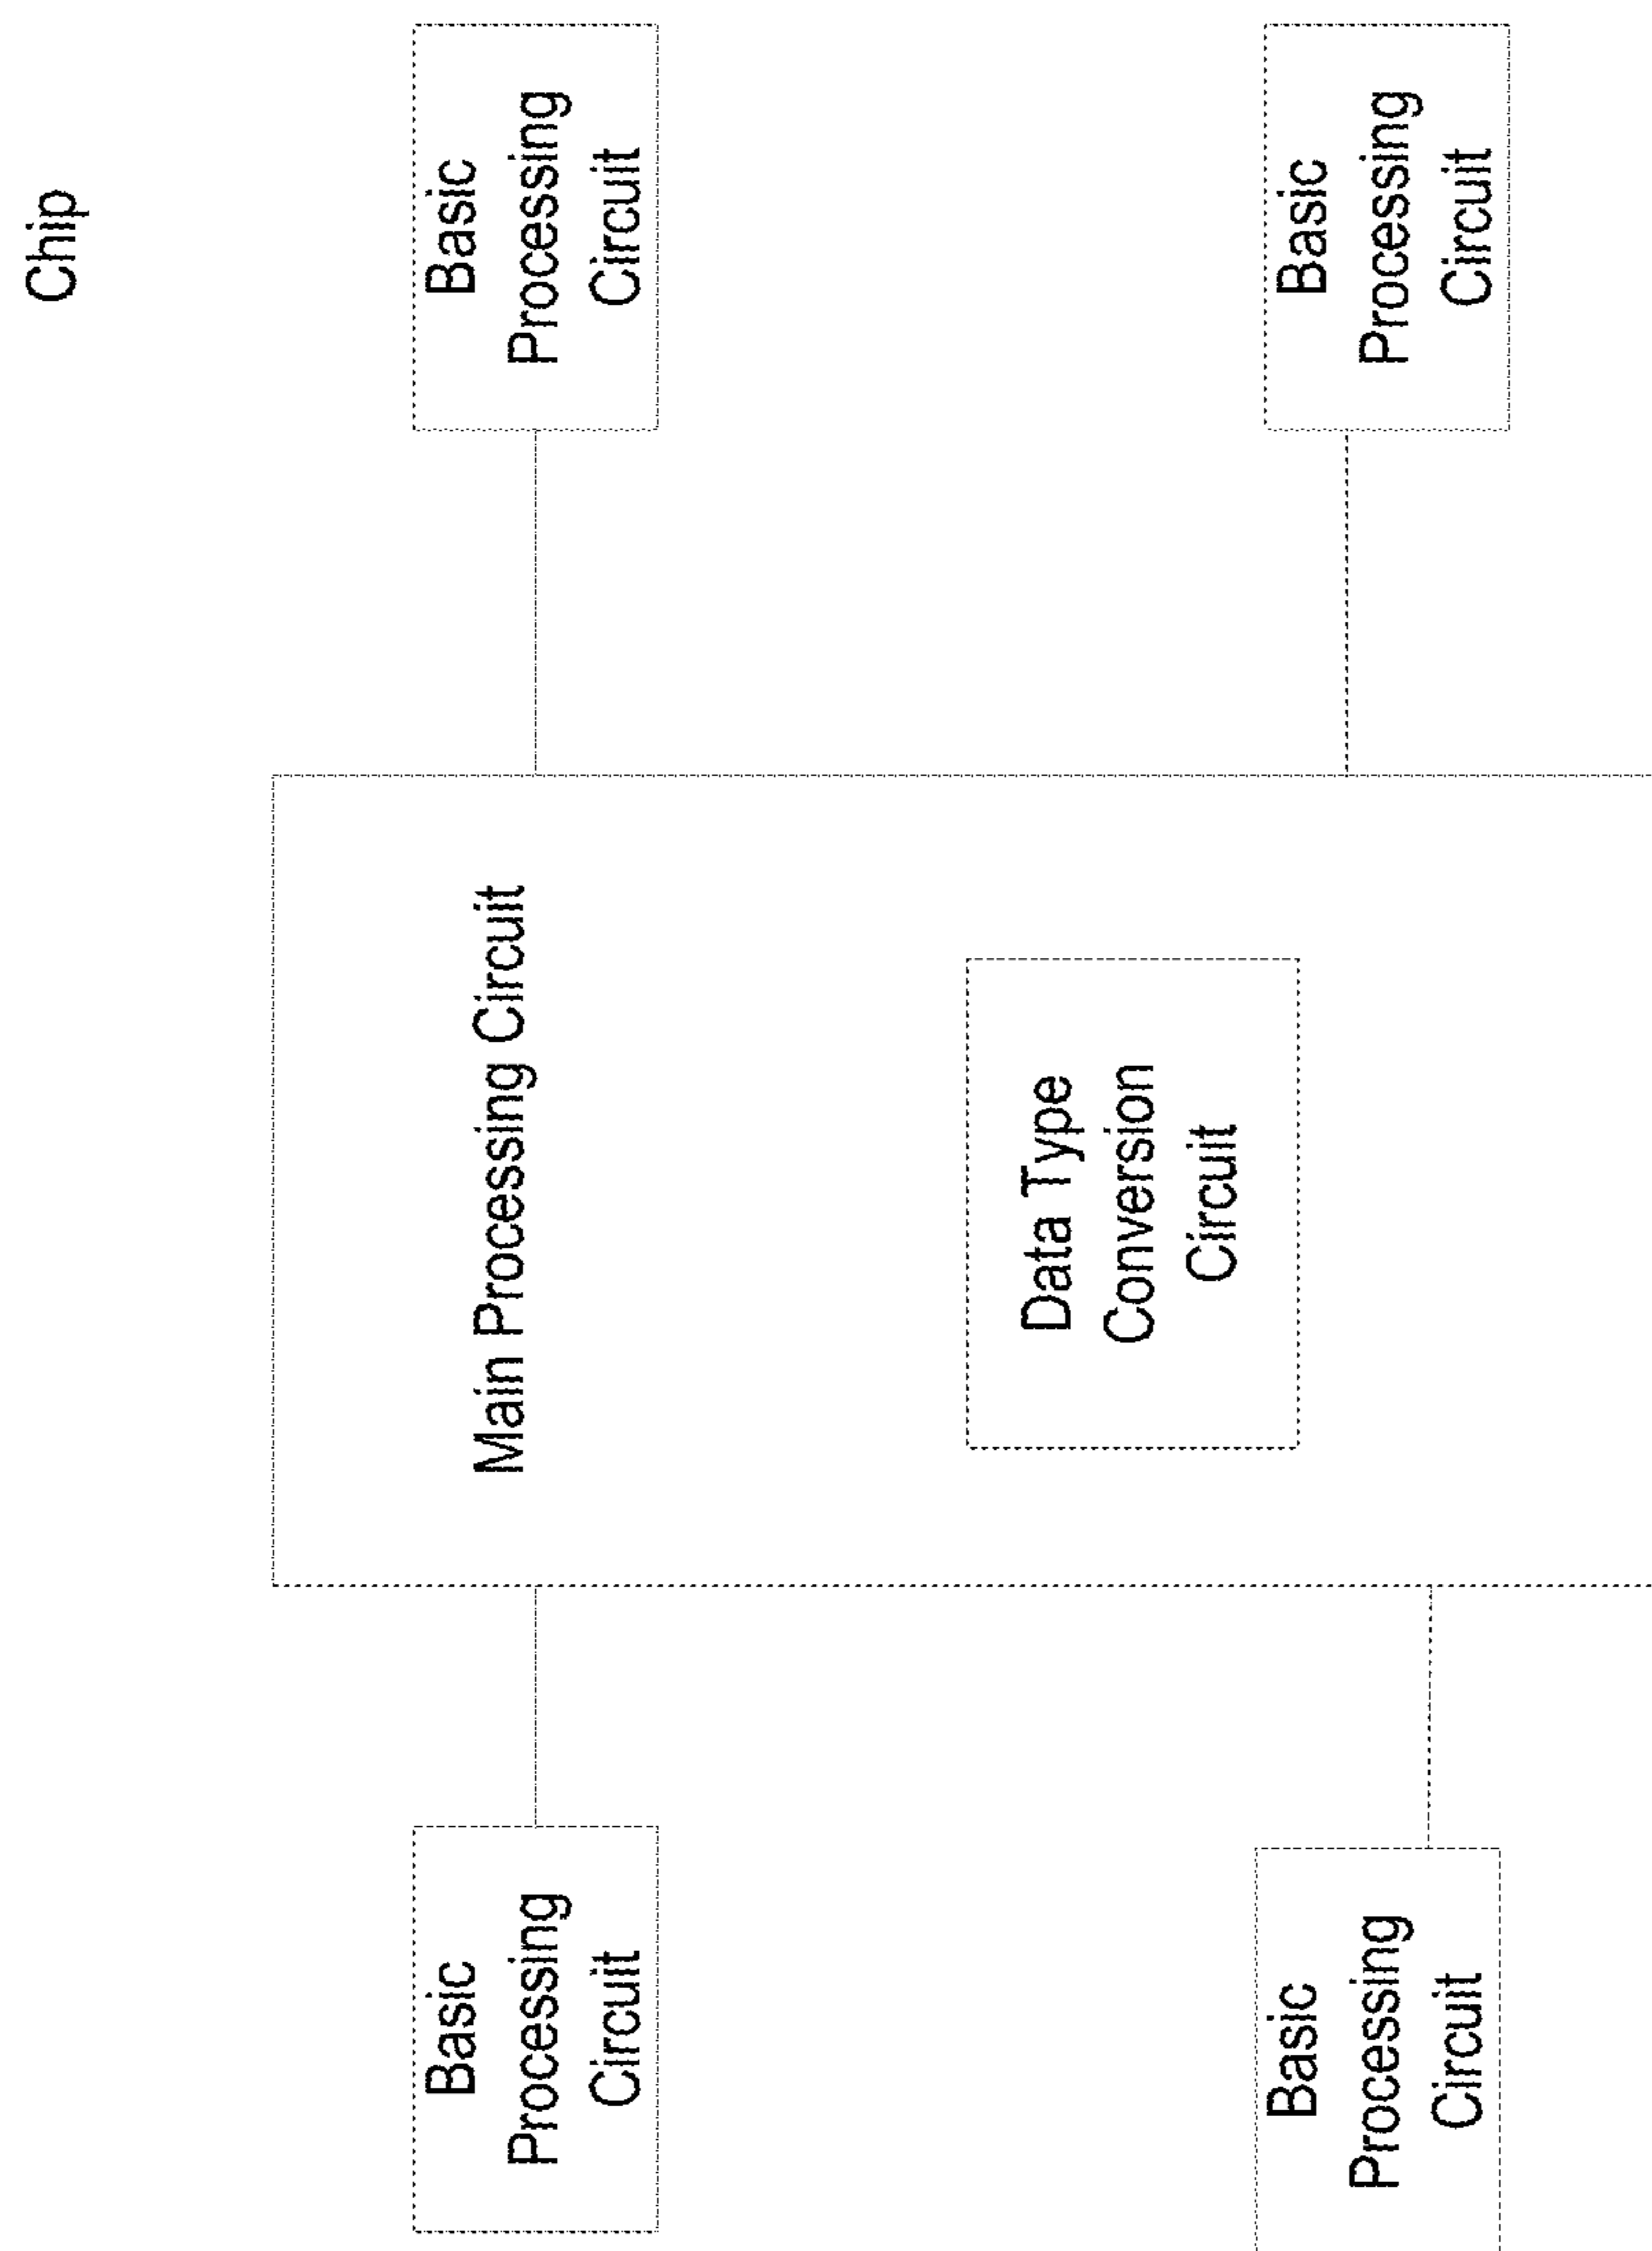 Chip
Basic
Processing
Circuit
Main Processing Circuit
Basic
Processing
Circuit
Data Type
Conversion
Circuit
Basic
Processing
Circuit
Basic
Processing
Circuit